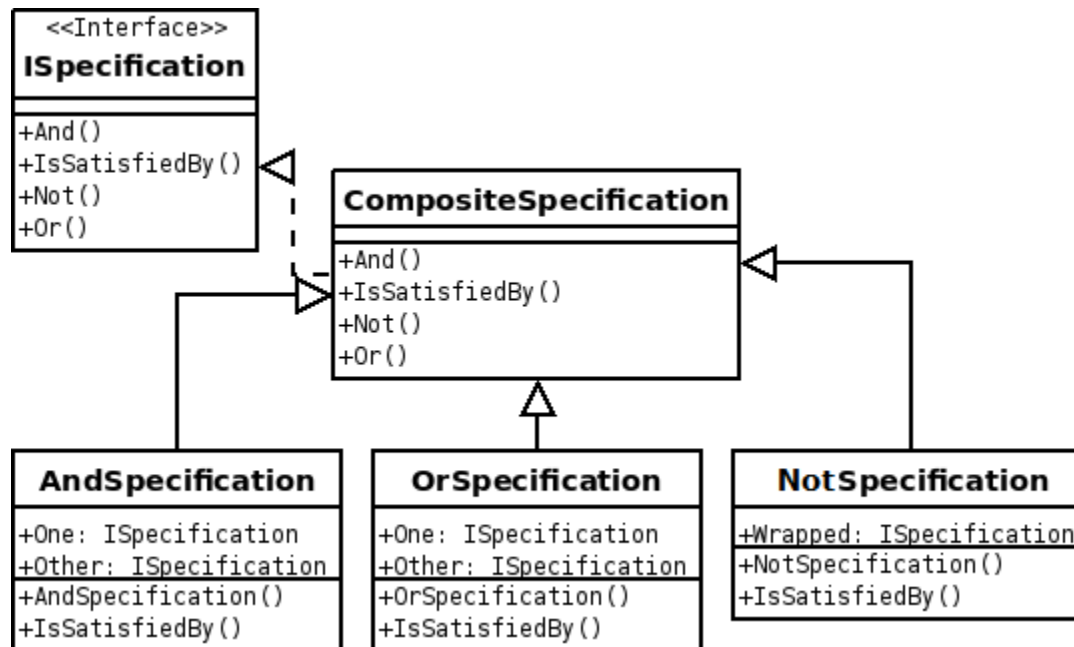 <<Interface>>
ISpecification
+And()
+IsSatisfiedBy()
+Not()
+Or()
CompositeSpecification
+And()
+IsSatisfiedBy()
+Not()
+Or()
AndSpecification
+One: ISpecification
+Other: ISpecification
+AndSpecification()
+IsSatisfiedBy()
OrSpecification
+One: ISpecification
+Other: ISpecification
+OrSpecification()
+IsSatisfiedBy()
NotSpecification
+Wrapped: ISpecification
+NotSpecification()
+IsSatisfiedBy()